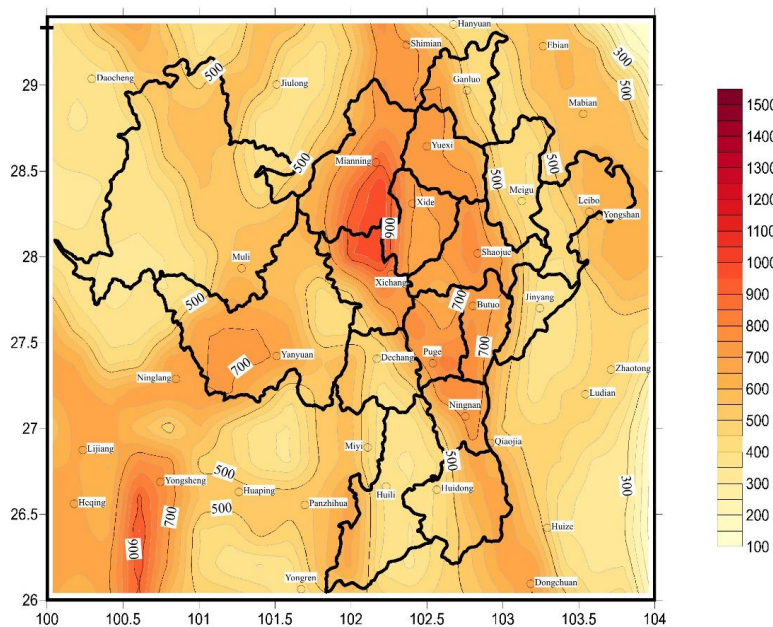 Hanyuan
Shimian
Ebian
300
500
Daocheng
500
Jiulong
Ganluo
Mabian
Yuexi
500
Mianning
500
500
Meigu
Leibo
Yongshan
Xide
900
Shaojue
Muli
Xichang
500
700
Butuo
Jinyang
700
Yanyuan
700
Puge
Dechang
Zhaotong
Ninglang
Ludian
Ningnan
Lijiang
Miyi
Qiaojia
500
500
Yongsheng
Huaping
Huili
Huidong
300
Heqing
700
500
Panzhihua
Huize
900
Yongren
Dongchuan
29
28.5
28
27.5
27
26.5
26
100
100.5
101
101.5
102
102.5
103
103.5
104
1500
1400
1300
1200
1100
1000
900
800
700
600
500
400
300
200
100